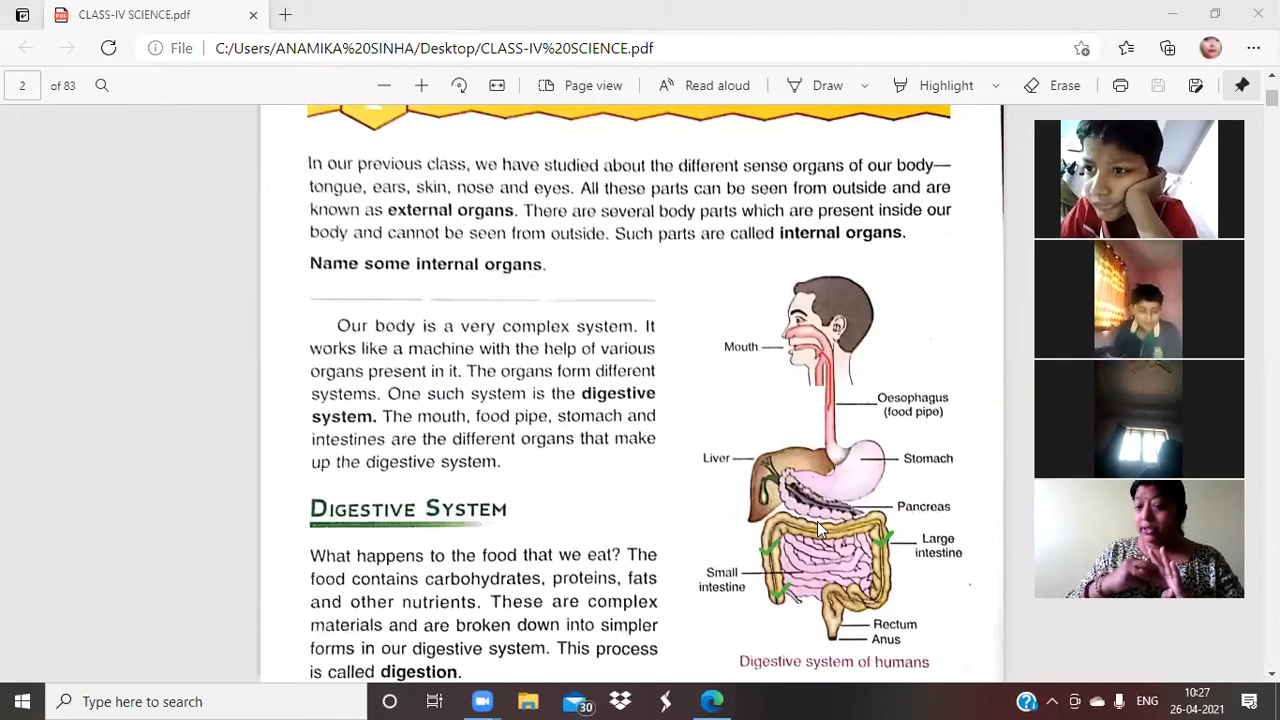 CLASS-IV SCIENCE.pdf
File
C:/Users/ANAMIKA%20SINHA/Desktop/CLASS-IV%20SCIENCE.pdf
2 of 83
Page view
Read aloud
Draw
Highlight
Erase
In our previous class, we have studied about the different sense organs of our body—
tongue, ears, skin, nose and eyes. All these parts can be seen from outside and are
known as external organs. There are several body parts which are present inside our
body and cannot be seen from outside. Such parts are called internal organs.
Name some internal organs.
Our body is a very complex system. It
works like a machine with the help of various
organs present in it. The organs form different
systems. One such system is the digestive
system. The mouth, food pipe, stomach and
intestines are the different organs that make
up the digestive system.
DIGESTIVE SYSTEM
What happens to the food that we eat? The
food contains carbohydrates, proteins, fats
and other nutrients. These are complex
materials and are broken down into simpler
forms in our digestive system. This process
is called digestion.
Mouth
Oesophagus
(food pipe)
Liver
Stomach
Pancreas
Large
intestine
Small
intestine
Rectum
Anus
Digestive system of humans
Type here to search
30
ENG
10:27
26-04-2021